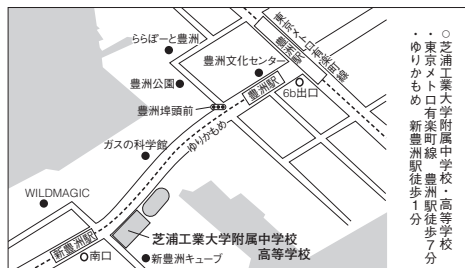 ○芝浦工業大学附属中学校・高等学校
・東京メトロ有楽町線　豊洲駅徒歩7分
・ゆりかもめ　新豊洲駅徒歩1分
東京メトロ有楽町線
豊洲駅
ららぽーと豊洲
豊洲文化センター
豊洲公園
豊洲駅
6b出口
豊洲埠頭前
ゆりかもめ
ガスの科学館
WILDMAGIC
芝浦工業大学附属中学校
高等学校
新豊洲駅
南口
新豊洲キューブ